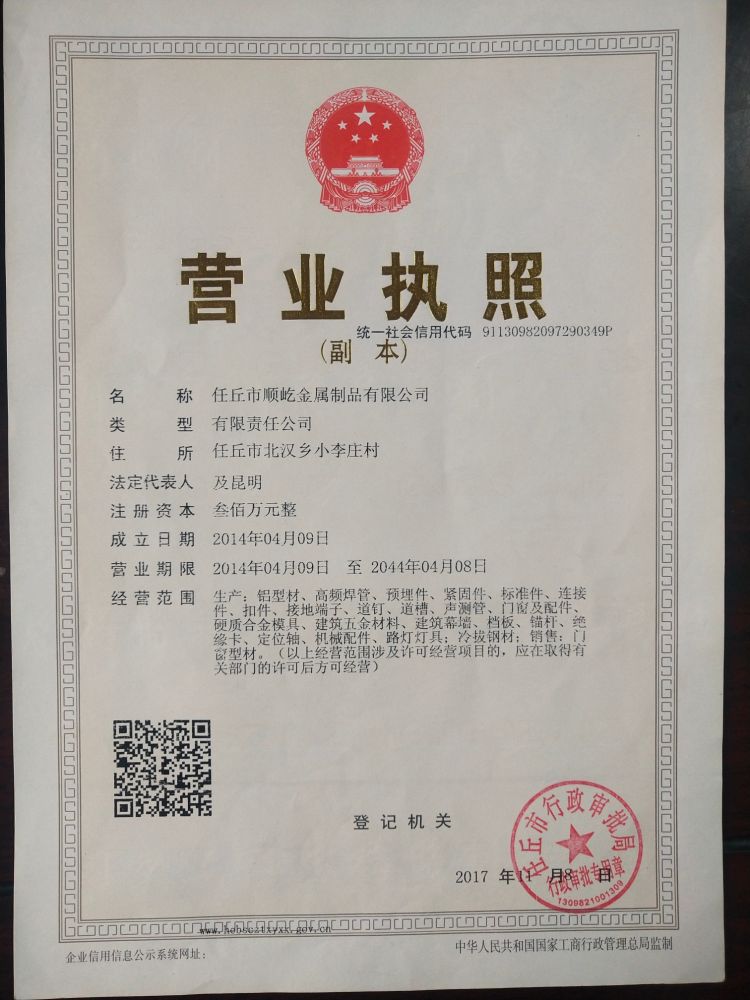 营业执照
统一社会信用代码 91130982097290349P
(副 本)
名 称 任丘市顺屹金属制品有限公司
类 型 有限责任公司
住 所 任丘市北汉乡小李庄村
法定代表人 及昆明
注册资本 叁佰万元整
成立日期 2014年04月09日
营业期限 2014年04月09日 至 2044年04月08日
经营范围 生产：铝型材、高频焊管、预埋件、紧固件、标准件、连接
件、扣件、接地端子、道钉、道槽、声测管、门窗及配件、
硬质合金模具、建筑五金材料、建筑幕墙、档板、锚杆、绝
缘卡、定位轴、机械配件、路灯灯具；冷拔钢材；销售：门
窗型材。（以上经营范围涉及许可经营项目的，应在取得有
关部门的许可后方可经营）
登记机关
任丘市行政审批局
行政审批专用章
1309821001309
2017 年 11 月 8 日
www.hebscztxyxx.gov.cn
企业信用信息公示系统网址：
中华人民共和国国家工商行政管理总局监制